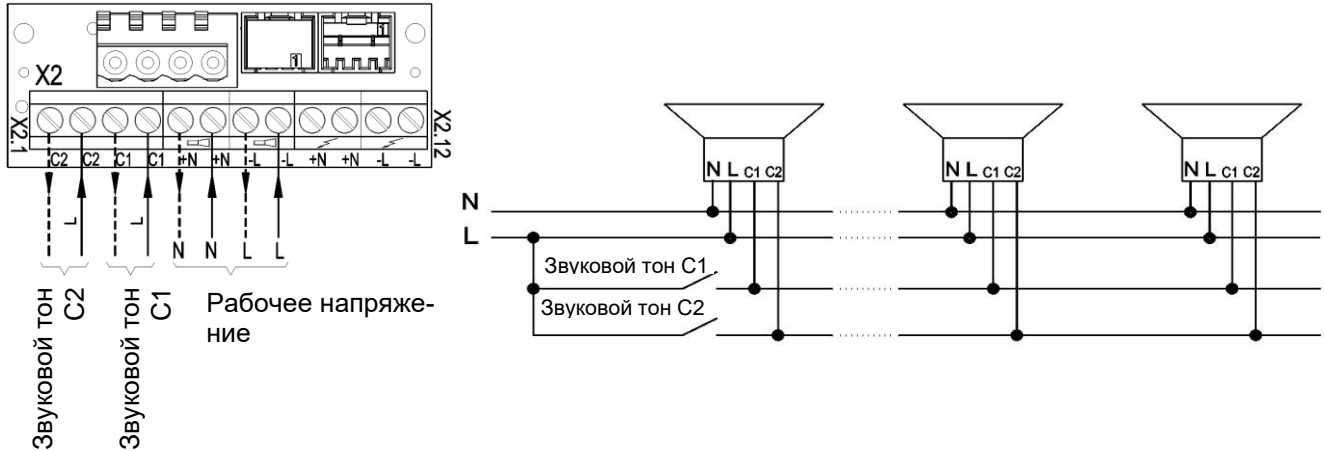 1
1
X2
X2.1
X2.12
C2 C2 C1 C1 +N +N -L -L +N +N -L -L
L L
N N L L
Звуковой тон
C2
Звуковой тон
C1
Рабочее напряже-
ние
N L C1 C2
N L C1 C2
N L C1 C2
N
L
Звуковой тон C1
Звуковой тон C2